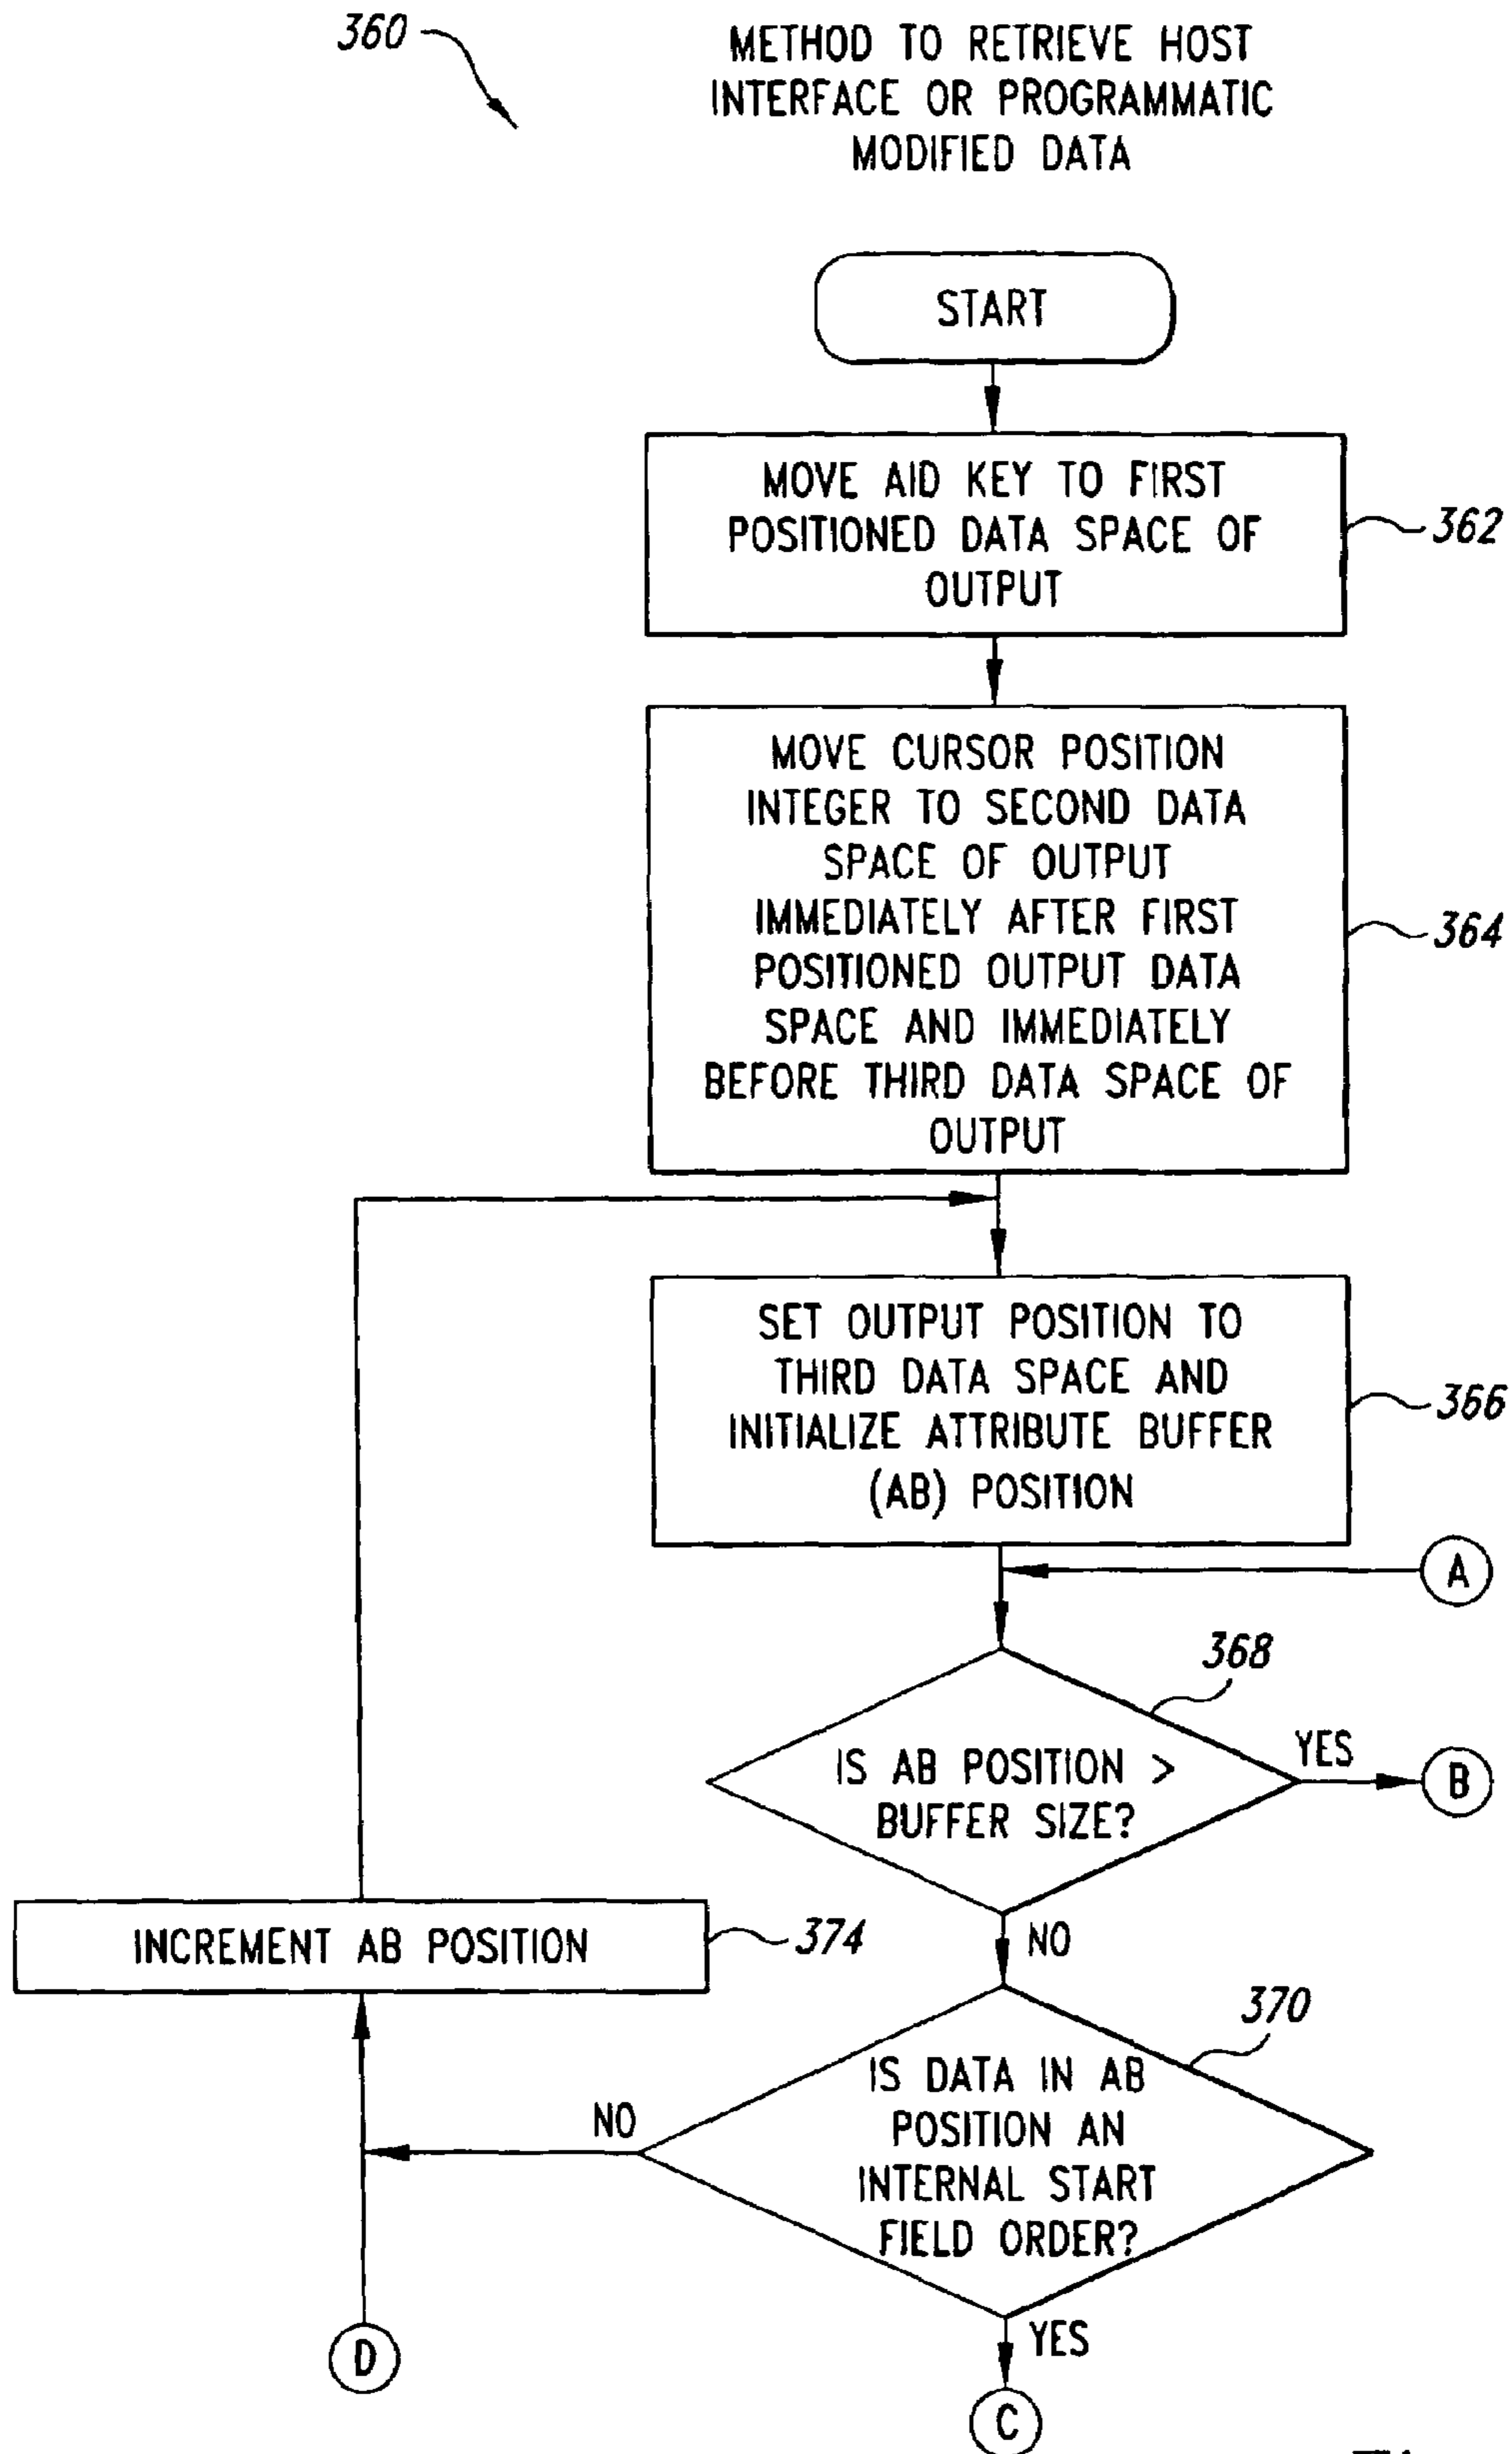 360
METHOD TO RETRIEVE HOST
INTERFACE OR PROGRAMMATIC
MODIFIED DATA
START
MOVE AID KEY TO FIRST
POSITIONED DATA SPACE OF
OUTPUT
362
MOVE CURSOR POSITION
INTEGER TO SECOND DATA
SPACE OF OUTPUT
IMMEDIATELY AFTER FIRST
POSITIONED OUTPUT DATA
SPACE AND IMMEDIATELY
BEFORE THIRD DATA SPACE OF
OUTPUT
364
SET OUTPUT POSITION TO
THIRD DATA SPACE AND
INITIALIZE ATTRIBUTE BUFFER
(AB) POSITION
366
A
368
IS AB POSITION >
BUFFER SIZE?
YES
B
NO
INCREMENT AB POSITION
374
370
IS DATA IN AB
POSITION AN
INTERNAL START
FIELD ORDER?
NO
YES
D
C